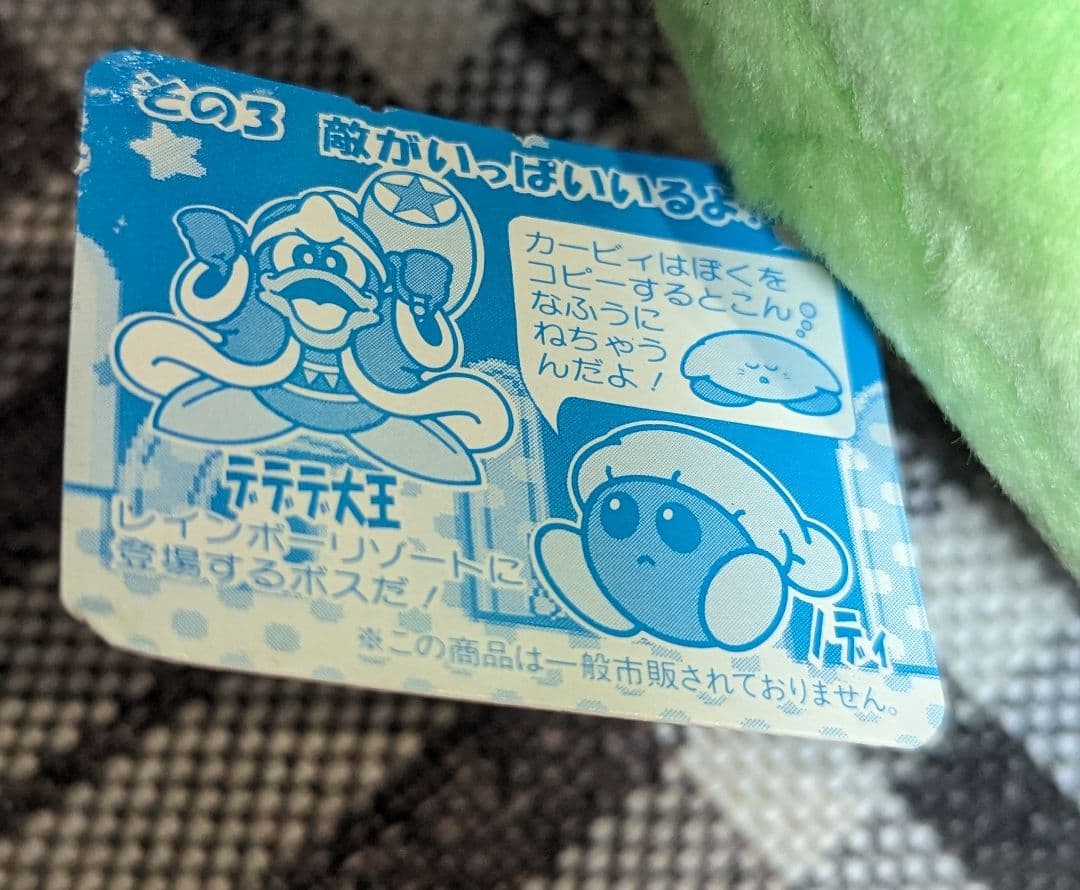 その3 敵がいっぱいいるよ
カービィはぼくを
コピーするとこん
なふうに
ねちゃう
んだよ！
デデデ大王
レインボーリゾートに
登場するボスだ！
ノディ
※この商品は一般市販されておりません。